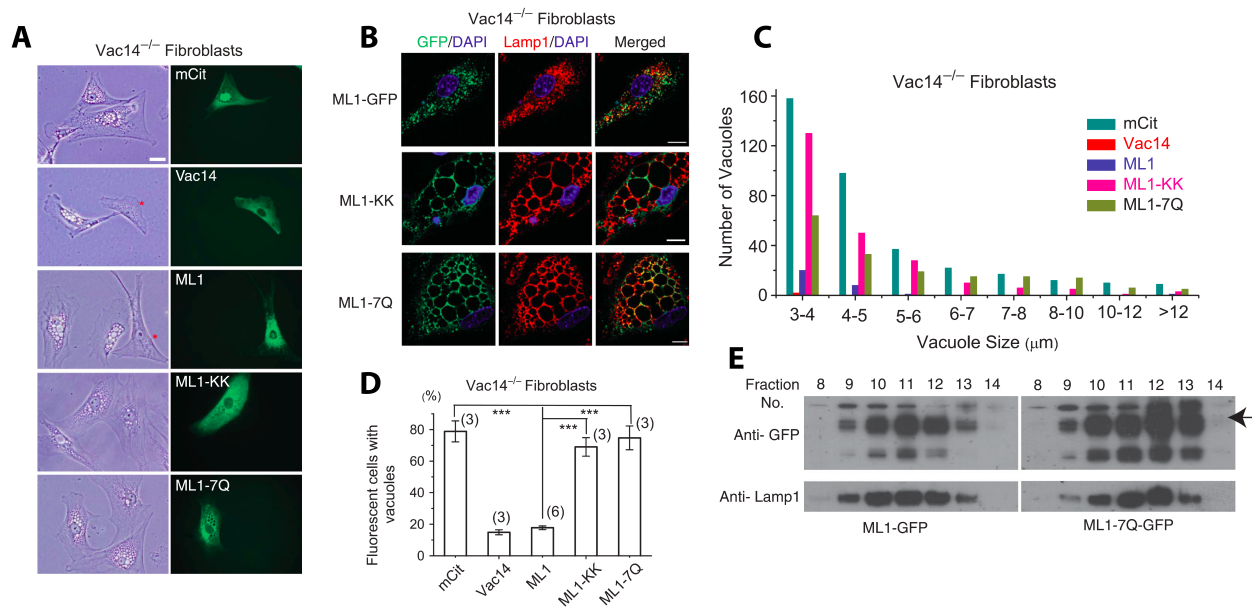 A
Vac14–/– Fibroblasts
mCit
Vac14
*
ML1
*
ML1-KK
ML1-7Q
B
Vac14–/– Fibroblasts
GFP/DAPI Lamp1/DAPI Merged
ML1-GFP
ML1-KK
ML1-7Q
C
Vac14–/– Fibroblasts
Number of Vacuoles
160
120
80
40
0
mCit
Vac14
ML1
ML1-KK
ML1-7Q
3-4 4-5 5-6 6-7 7-8 8-10 10-12 >12
Vacuole Size (μm)
D
Vac14–/– Fibroblasts
(%)
Fluorescent cells with
vacuoles
80
60
40
20
0
*** ***
***
(3) (3) (6) (3) (3)
mCit Vac14 ML1 ML1-KK ML1-7Q
E
Fraction 8 9 10 11 12 13 14 8 9 10 11 12 13 14
No.
Anti- GFP
Anti- Lamp1
ML1-GFP ML1-7Q-GFP